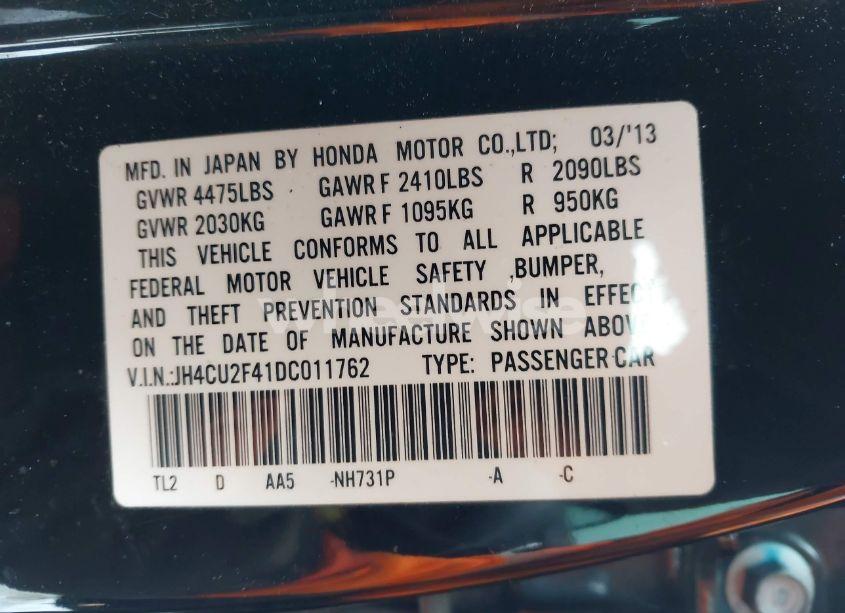 MFD. IN JAPAN BY HONDA MOTOR CO.,LTD; 03/'13
GVWR 4475LBS GAWR F 2410LBS R 2090LBS
GVWR 2030KG GAWR F 1095KG R 950KG
THIS VEHICLE CONFORMS TO ALL APPLICABLE
FEDERAL MOTOR VEHICLE SAFETY ,BUMPER,
AND THEFT PREVENTION STANDARDS IN EFFECT
ON THE DATE OF MANUFACTURE SHOWN ABOVE
V.I.N.:JH4CU2F41DC011762 TYPE: PASSENGER CAR
TL2 D AA5 -NH731P -A -C